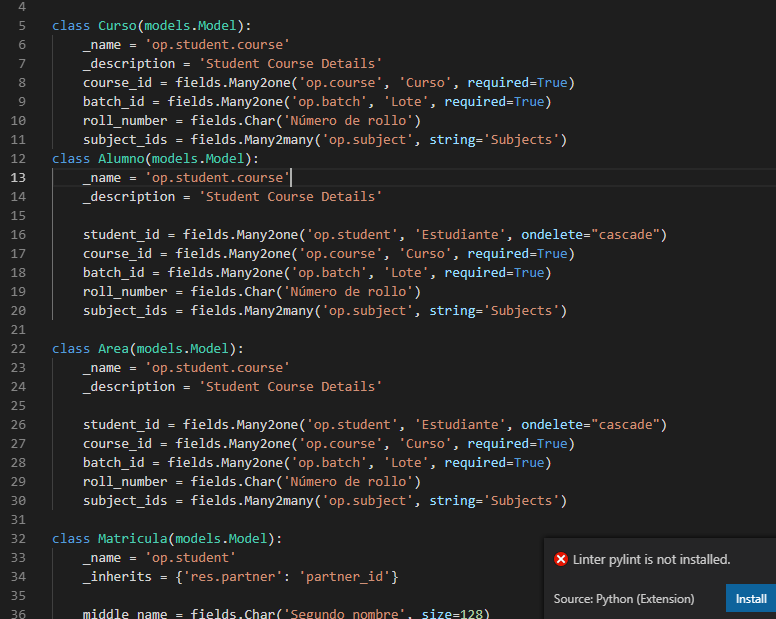 4
5 class Curso(models.Model):
6 _name = 'op.student.course'
7 _description = 'Student Course Details'
8 course_id = fields.Many2one('op.course', 'Curso', required=True)
9 batch_id = fields.Many2one('op.batch', 'Lote', required=True)
10 roll_number = fields.Char('Número de rollo')
11 subject_ids = fields.Many2many('op.subject', string='Subjects')
12 class Alumno(models.Model):
13 _name = 'op.student.course'
14 _description = 'Student Course Details'
15
16 student_id = fields.Many2one('op.student', 'Estudiante', ondelete="cascade")
17 course_id = fields.Many2one('op.course', 'Curso', required=True)
18 batch_id = fields.Many2one('op.batch', 'Lote', required=True)
19 roll_number = fields.Char('Número de rollo')
20 subject_ids = fields.Many2many('op.subject', string='Subjects')
21
22 class Area(models.Model):
23 _name = 'op.student.course'
24 _description = 'Student Course Details'
25
26 student_id = fields.Many2one('op.student', 'Estudiante', ondelete="cascade")
27 course_id = fields.Many2one('op.course', 'Curso', required=True)
28 batch_id = fields.Many2one('op.batch', 'Lote', required=True)
29 roll_number = fields.Char('Número de rollo')
30 subject_ids = fields.Many2many('op.subject', string='Subjects')
31
32 class Matricula(models.Model):
33 _name = 'op.student'
34 _inherits = {'res.partner': 'partner_id'}
35
36 middle_name = fields.Char('Segundo nombre', size=128)
Linter pylint is not installed.
Source: Python (Extension)
Install